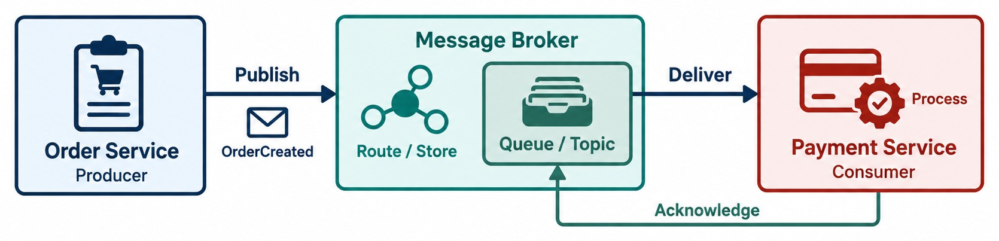 Order Service
Producer
Publish
OrderCreated
Message Broker
Route / Store
Queue / Topic
Deliver
Process
Payment Service
Consumer
Acknowledge